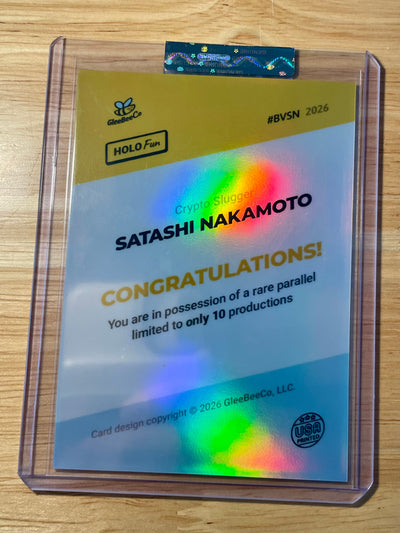 GleeBeeCo
#BVSN 2026
HOLO Fun
Crypto Slugger
SATASHI NAKAMOTO
CONGRATULATIONS!
You are in possession of a rare parallel
limited to only 10 productions
Card design copyright © 2026 GleeBeeCo, LLC.
USA
PRINTED